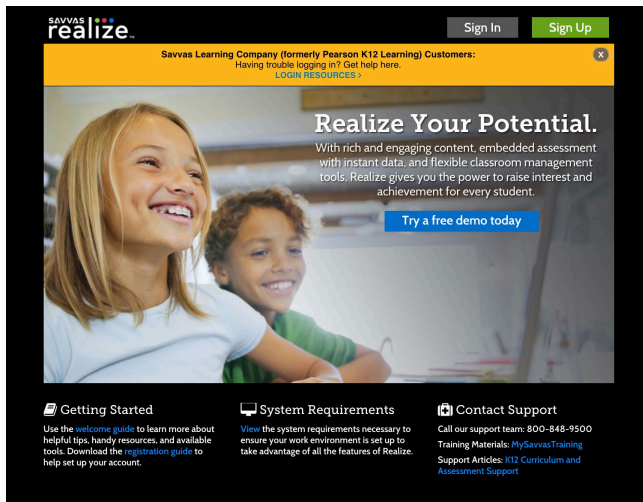 SAVVAS
realize™
Sign In
Sign Up
Savvas Learning Company (formerly Pearson K12 Learning) Customers:
Having trouble logging in? Get help here.
LOGIN RESOURCES >
X
Realize Your Potential.
With rich and engaging content, embedded assessment
with instant data, and flexible classroom management
tools, Realize gives you the power to raise interest and
achievement for every student.
Try a free demo today
Getting Started
Use the welcome guide to learn more about
helpful tips, handy resources, and available
tools. Download the registration guide to
help set up your account.
System Requirements
View the system requirements necessary to
ensure your work environment is set up to
take advantage of all the features of Realize.
Contact Support
Call our support team: 800-848-9500
Training Materials: MySavvasTraining
Support Articles: K12 Curriculum and
Assessment Support